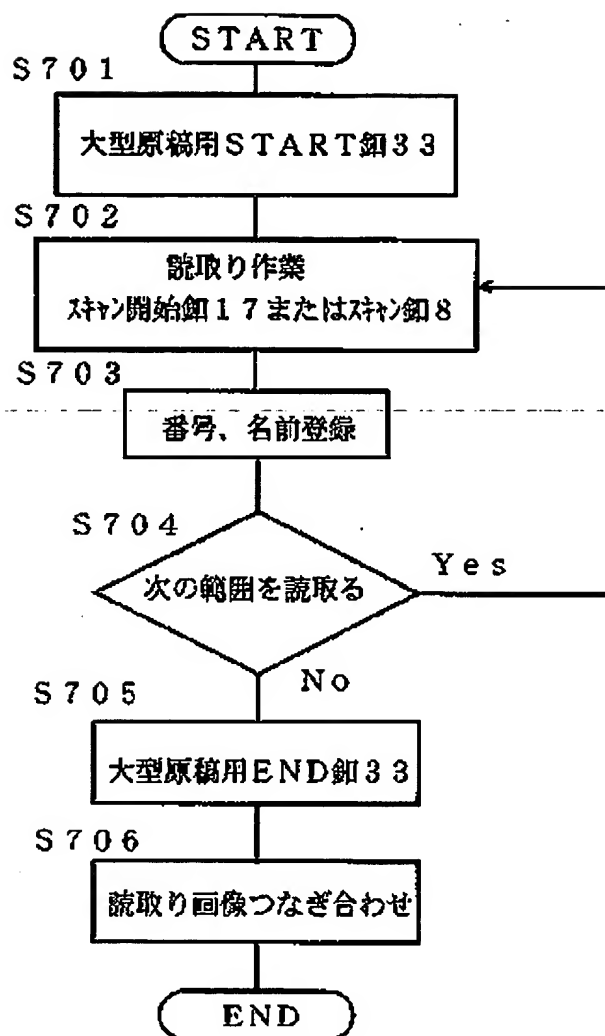 START
S701
大型原稿用START釦33
S702
読取り作業
スキャン開始釦17またはスキャン釦8
S703
番号、名前登録
S704
次の範囲を読取る
Yes
No
S705
大型原稿用END釦33
S706
読取り画像つなぎ合わせ
END